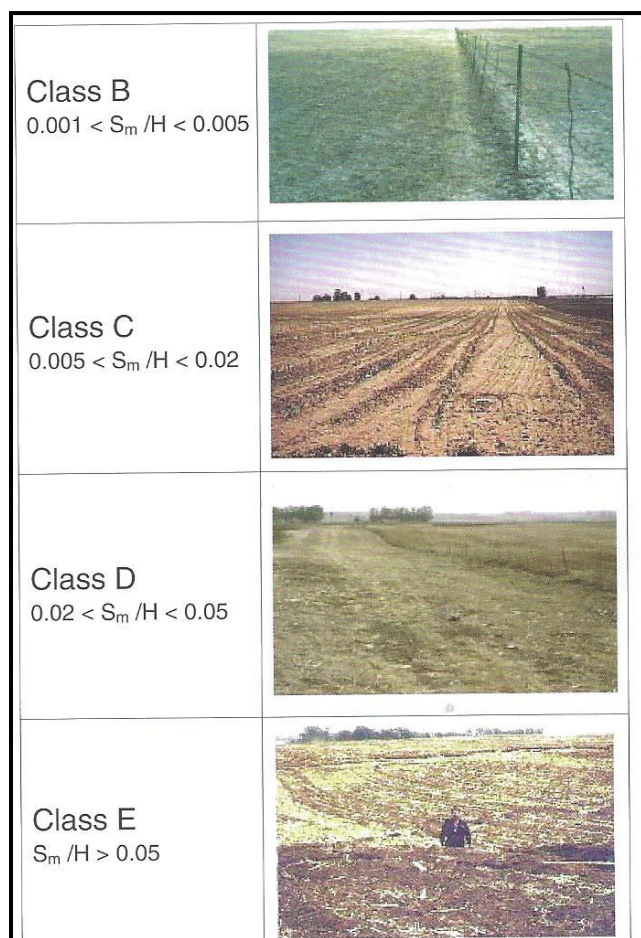 Class B
0.001 < Sₘ /H < 0.005
Class C
0.005 < Sₘ /H < 0.02
Class D
0.02 < Sₘ /H < 0.05
Class E
Sₘ /H > 0.05